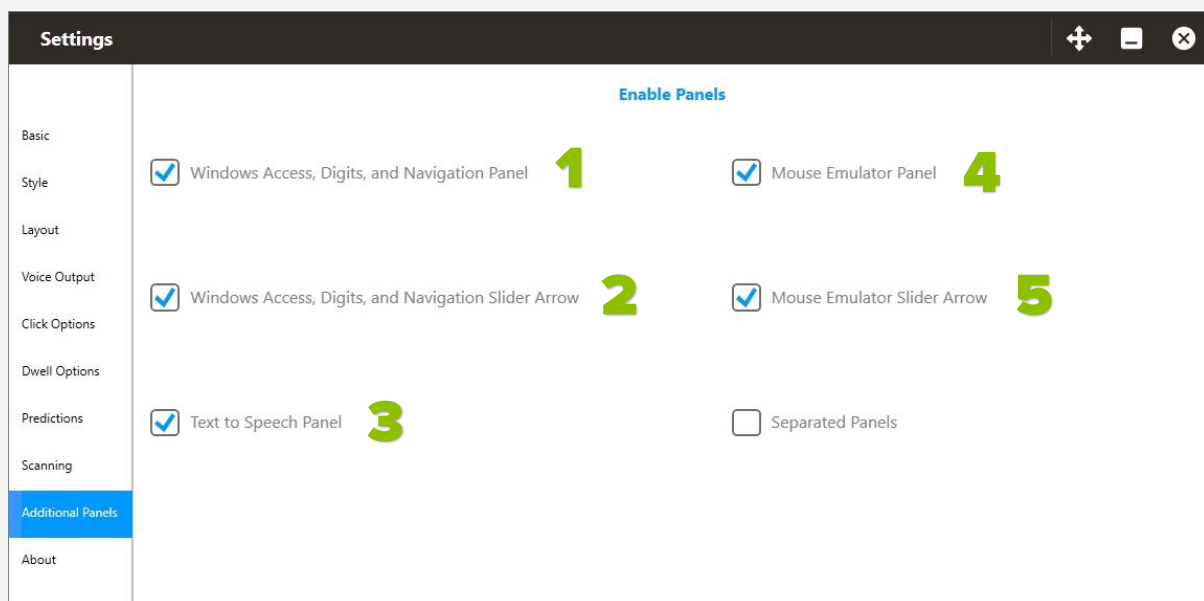 Settings
Enable Panels
Basic
Style
Layout
Voice Output
Click Options
Dwell Options
Predictions
Scanning
Additional Panels
About
Windows Access, Digits, and Navigation Panel 1
Mouse Emulator Panel 4
Windows Access, Digits, and Navigation Slider Arrow 2
Mouse Emulator Slider Arrow 5
Text to Speech Panel 3
Separated Panels